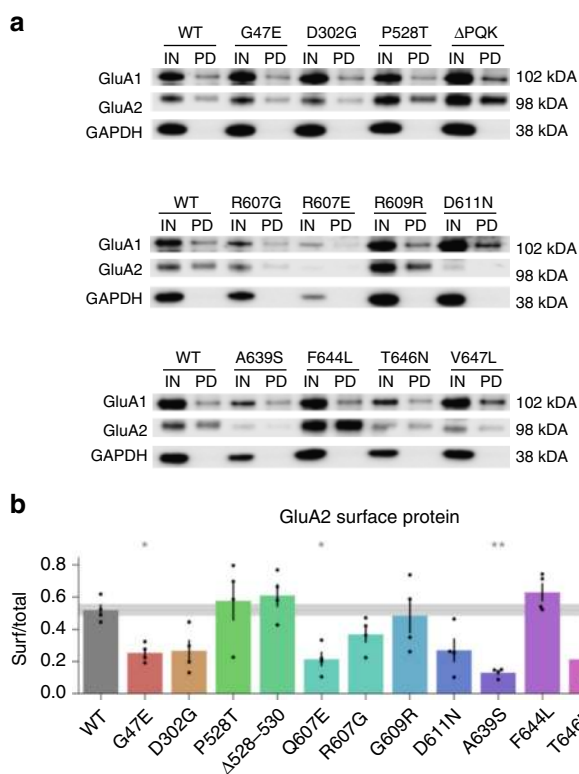 a
WT G47E D302G P528T ΔPQK
IN PD IN PD IN PD IN PD IN PD
GluA1 102 kDA
GluA2 98 kDA
GAPDH 38 kDA
WT R607G R607E R609R D611N
IN PD IN PD IN PD IN PD IN PD
GluA1 102 kDA
GluA2 98 kDA
GAPDH 38 kDA
WT A639S F644L T646N V647L
IN PD IN PD IN PD IN PD IN PD
GluA1 102 kDA
GluA2 98 kDA
GAPDH 38 kDA
b
GluA2 surface protein
* * **
Surf/total
0.8
0.6
0.4
0.2
0.0
WT G47E D302G P528T Δ528–530 Q607E R607G G609R D611N A639S F644L